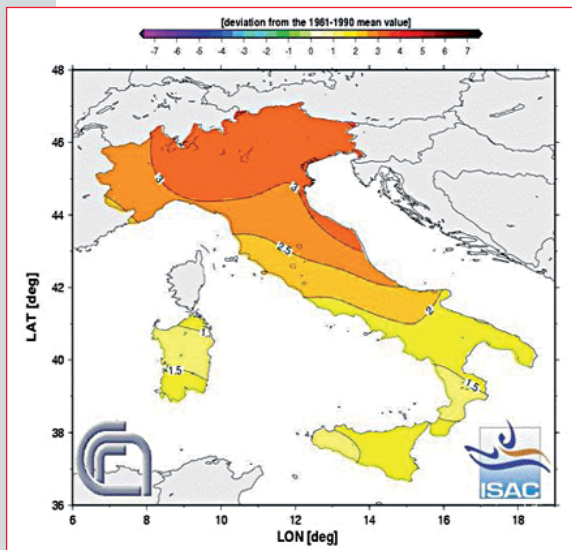 [deviation from the 1961-1990 mean value]
-7 -6 -5 -4 -3 -2 -1 0 1 2 3 4 5 6 7
48
46
44
42
40
38
36
LAT [deg]
3
3
2.5
2
1.5
1.5
6 8 10 12 14 16 18
LON [deg]
ISAC